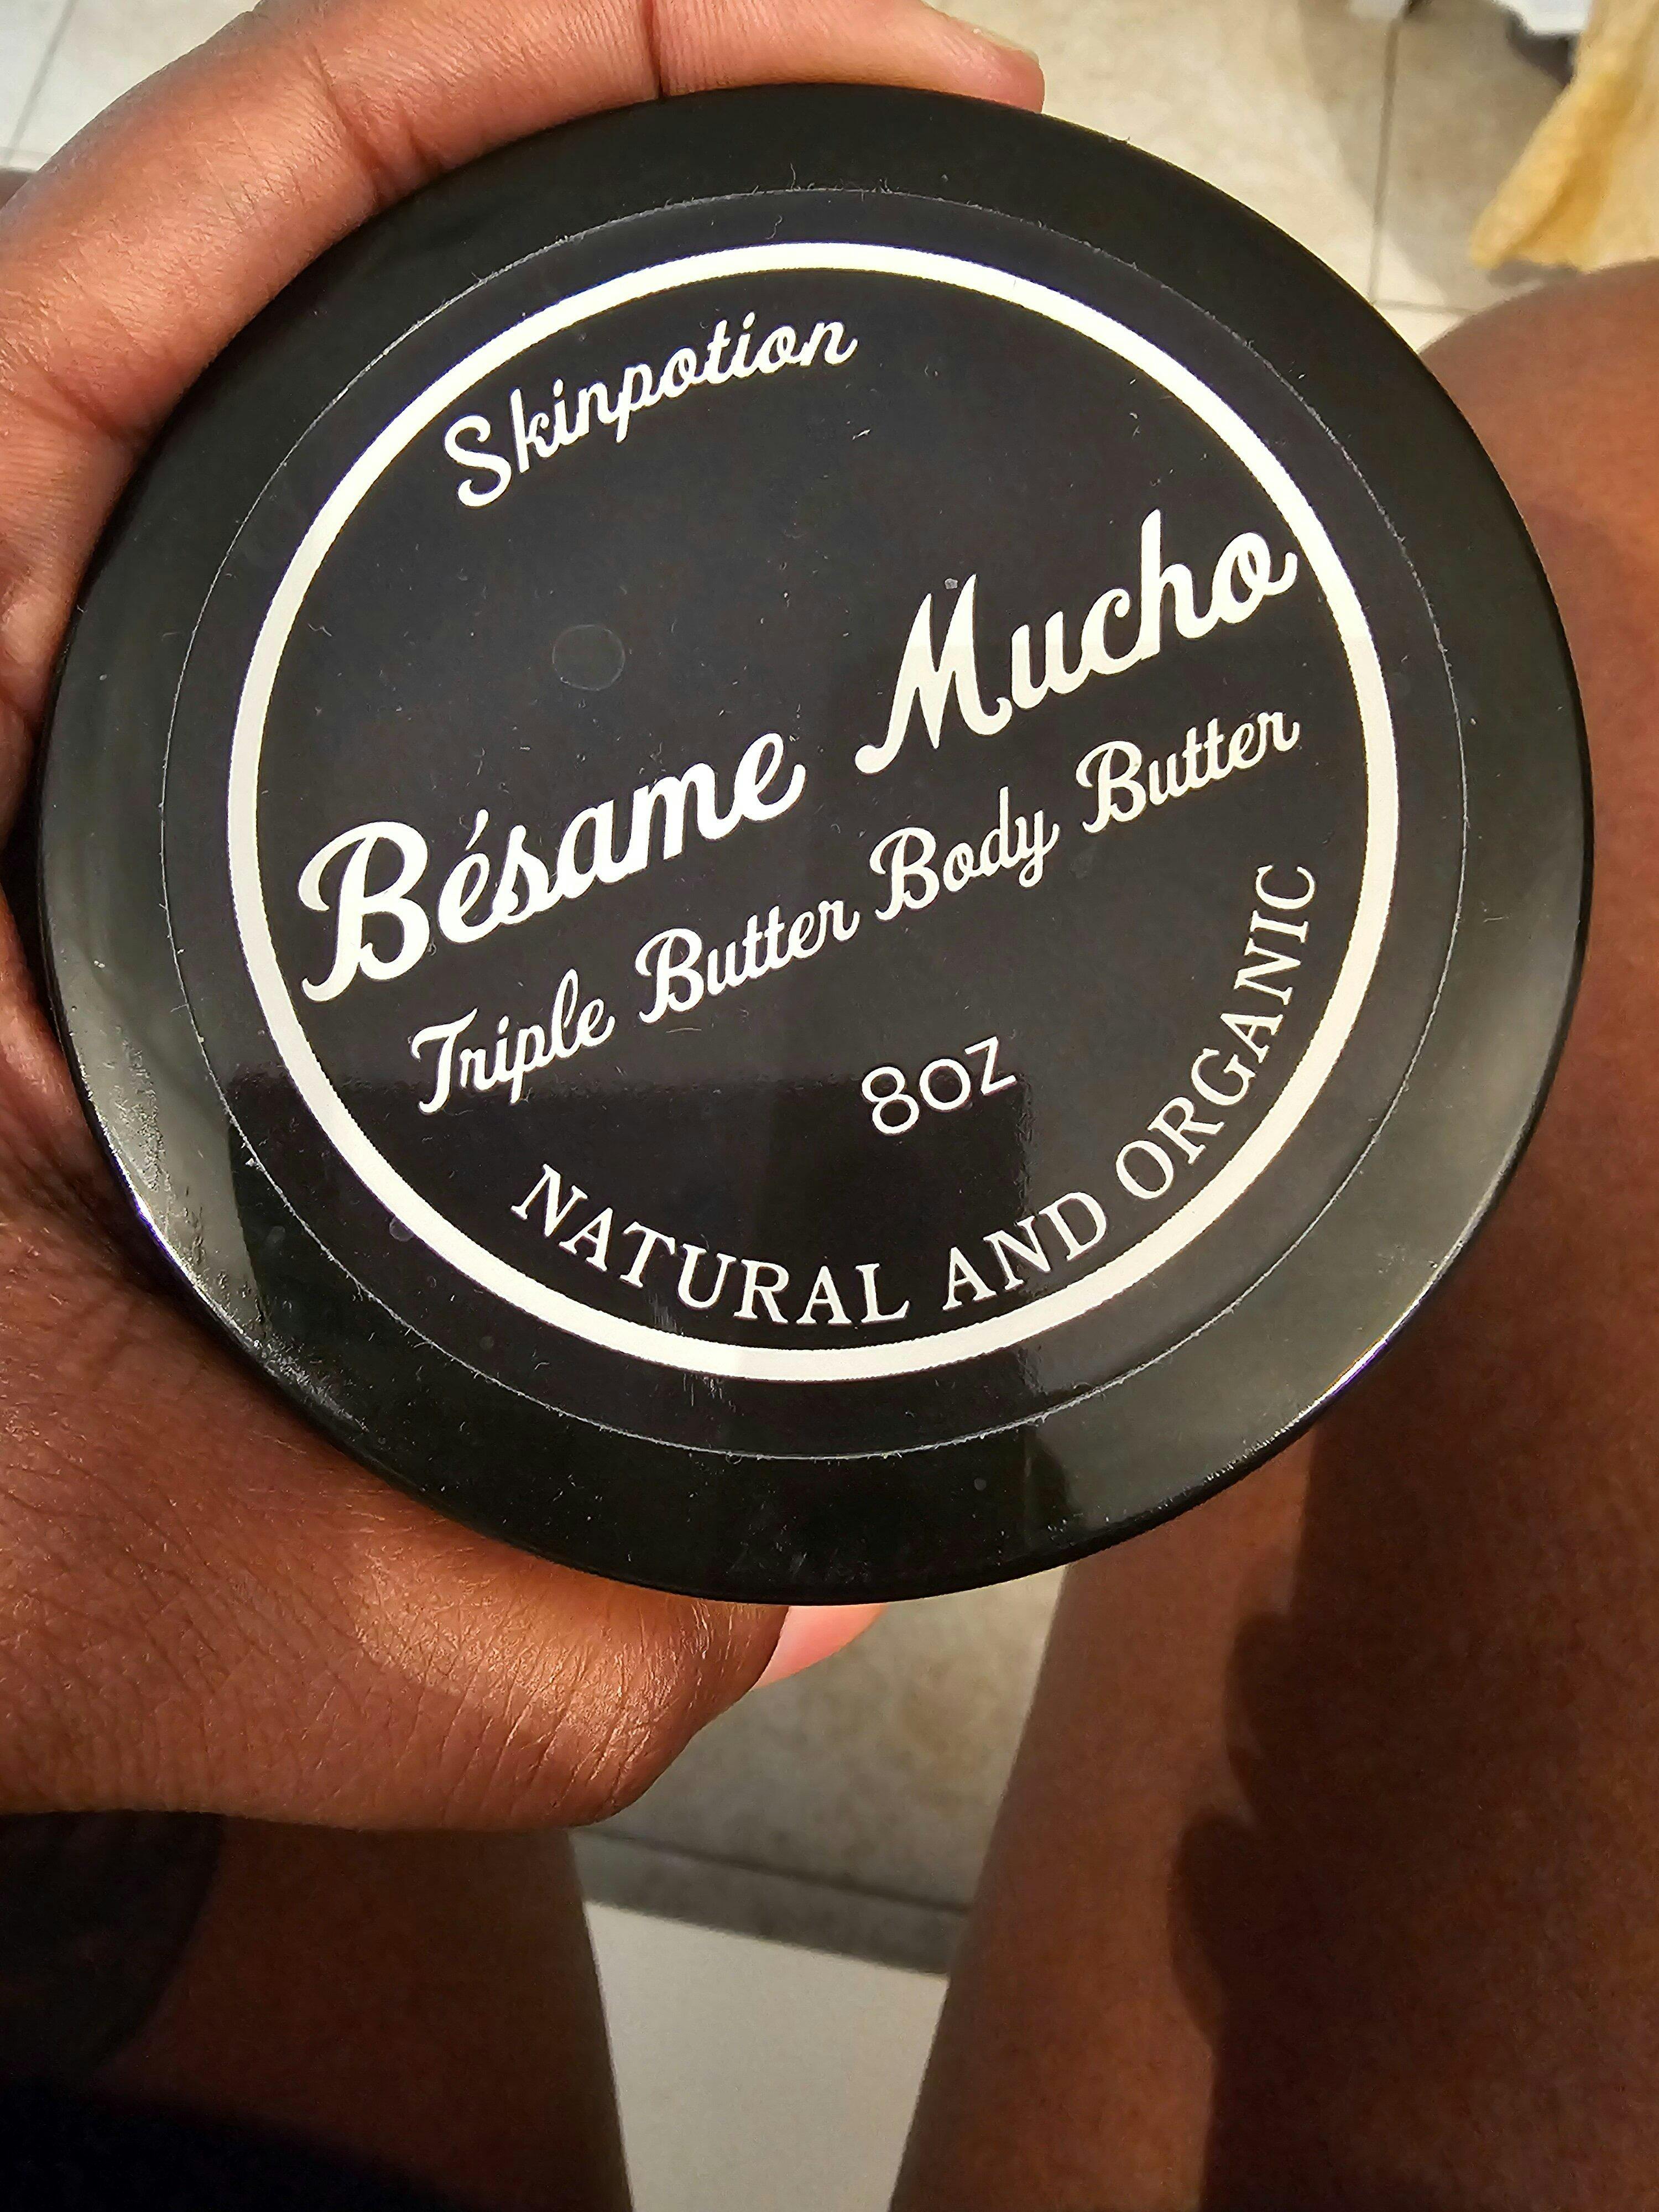 Skinpotion
Bésame Mucho
Triple Butter Body Butter
8oz
NATURAL AND ORGANIC